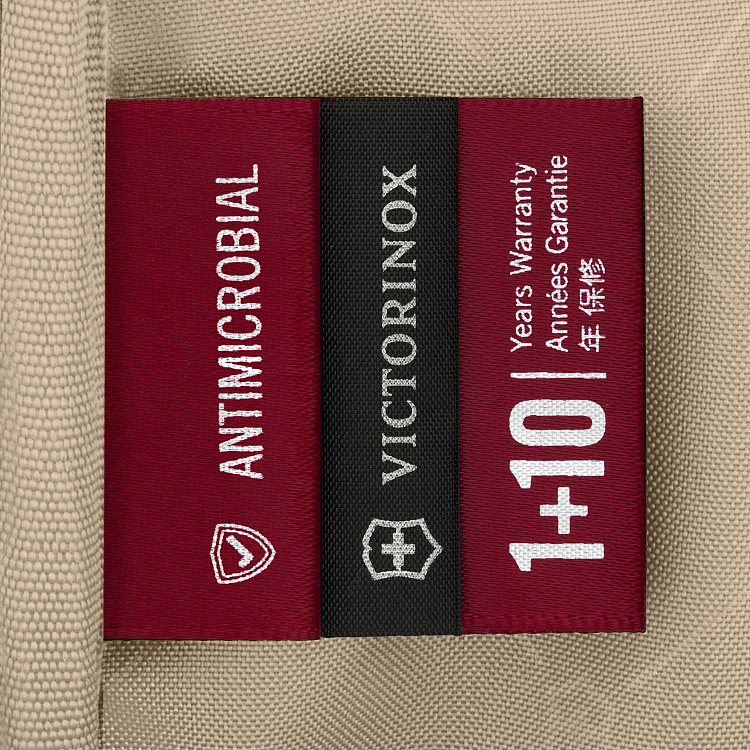 ANTIMICROBIAL
VICTORINOX
1+10
Years Warranty
Années Garantie
年 保修